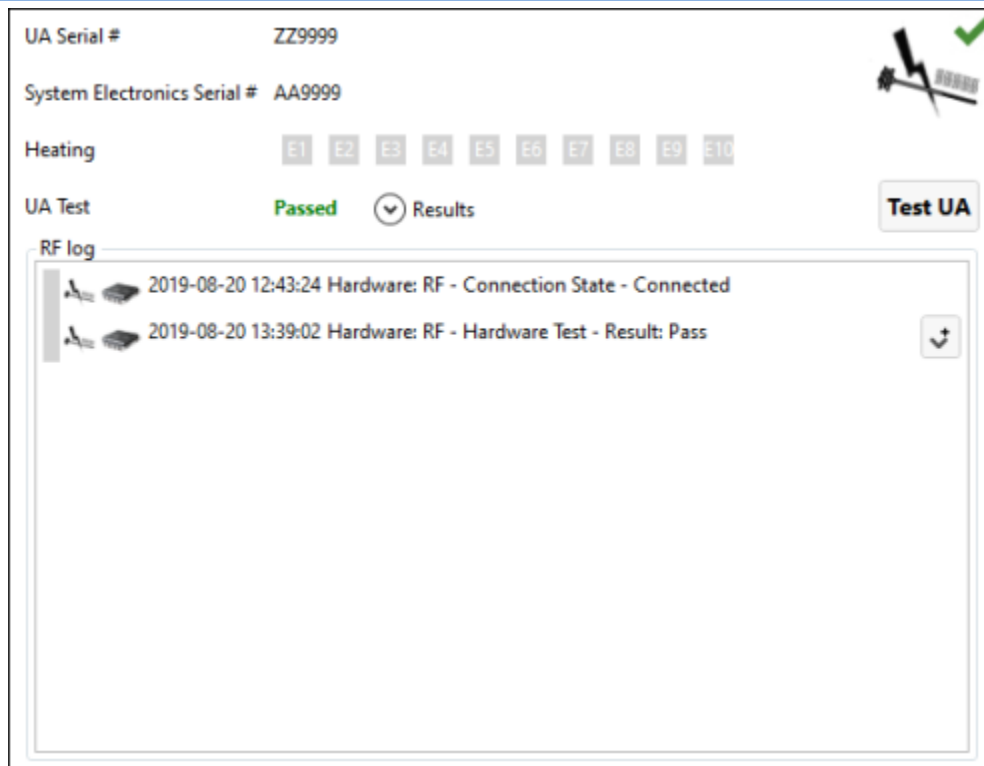 UA Serial # ZZ9999
System Electronics Serial # AA9999
Heating E1 E2 E3 E4 E5 E6 E7 E8 E9 E10
UA Test Passed Results Test UA
RF log
2019-08-20 12:43:24 Hardware: RF - Connection State - Connected
2019-08-20 13:39:02 Hardware: RF - Hardware Test - Result: Pass